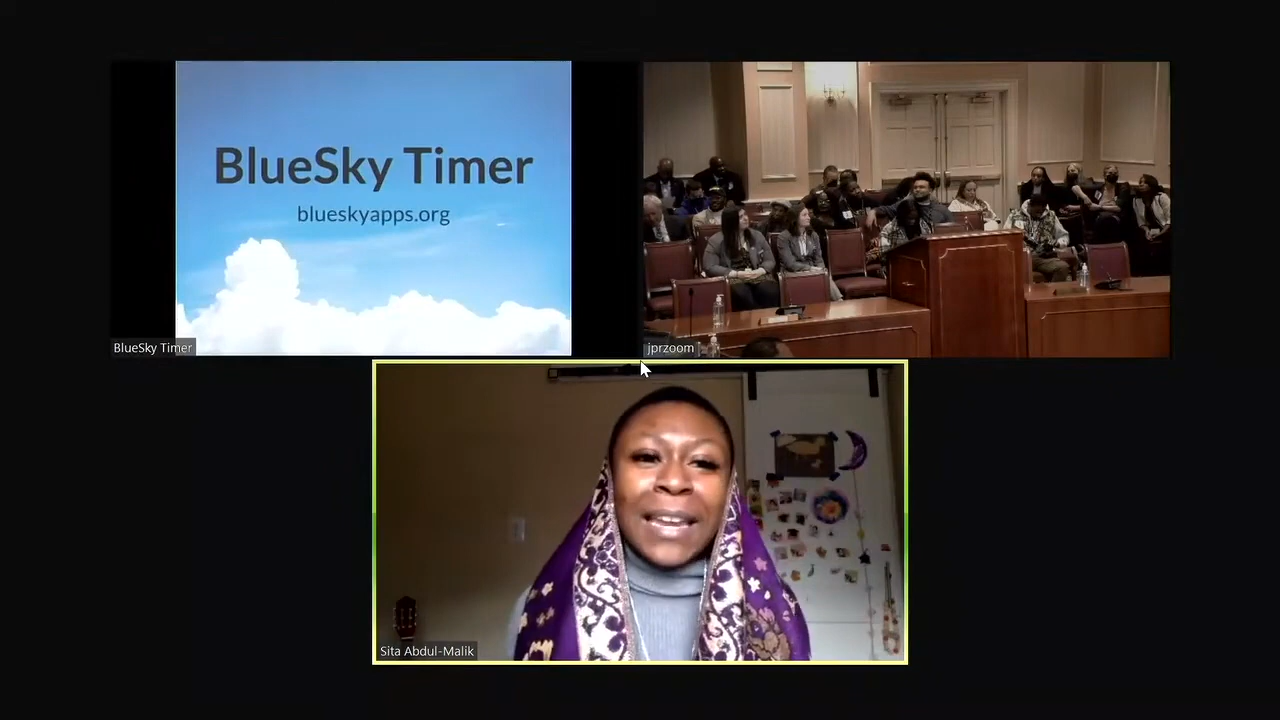 BlueSky Timer
blueskyapps.org
BlueSky Timer
jprzoom
Sita Abdul-Malik